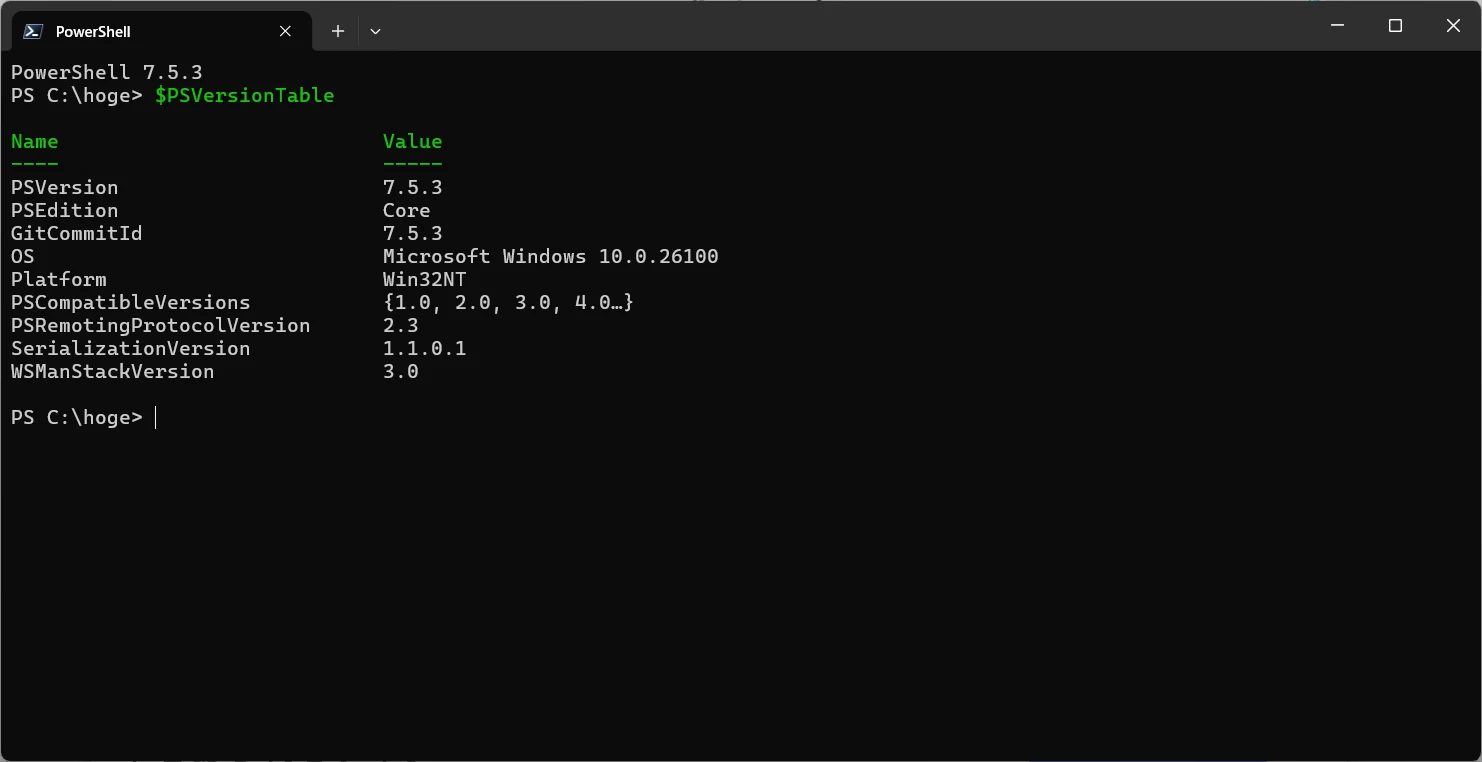 PowerShell
PowerShell 7.5.3
PS C:\hoge> $PSVersionTable
Name Value
---- -----
PSVersion 7.5.3
PSEdition Core
GitCommitId 7.5.3
OS Microsoft Windows 10.0.26100
Platform Win32NT
PSCompatibleVersions {1.0, 2.0, 3.0, 4.0…}
PSRemotingProtocolVersion 2.3
SerializationVersion 1.1.0.1
WSManStackVersion 3.0
PS C:\hoge>